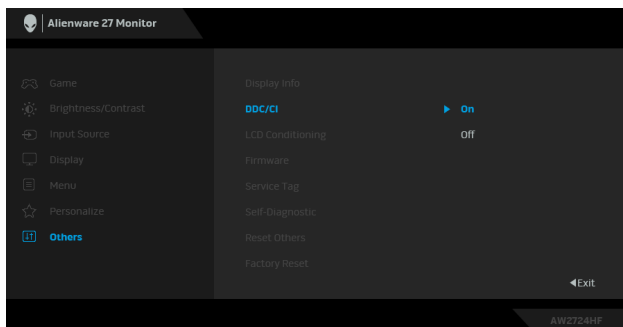 Alienware 27 Monitor
Game
Display Info
Brightness/Contrast
DDC/CI
On
Input Source
LCD Conditioning
Off
Display
Firmware
Menu
Service Tag
Personalize
Self-Diagnostic
Others
Reset Others
Factory Reset
Exit
AW2724HF